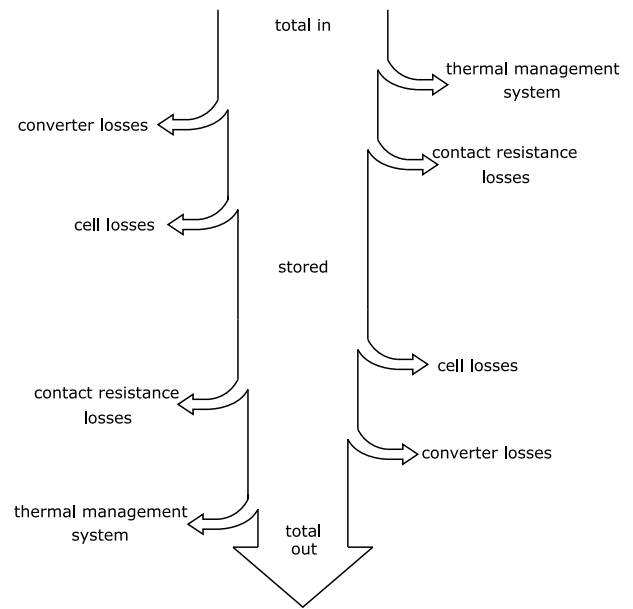 total in
thermal management
system
converter losses
contact resistance
losses
cell losses
stored
cell losses
contact resistance
losses
converter losses
thermal management
system
total
out